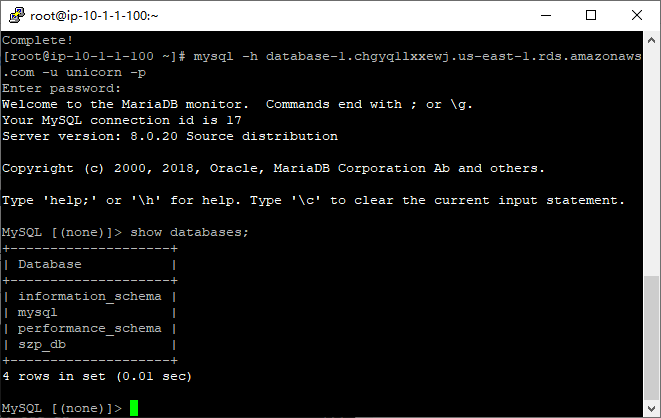 root@ip-10-1-1-100:~
Complete!
[root@ip-10-1-1-100 ~]# mysql -h database-1.chgyq1lxxewj.us-east-1.rds.amazonaws
.com -u unicorn -p
Enter password:
Welcome to the MariaDB monitor.  Commands end with ; or \g.
Your MySQL connection id is 17
Server version: 8.0.20 Source distribution

Copyright (c) 2000, 2018, Oracle, MariaDB Corporation Ab and others.

Type 'help;' or '\h' for help. Type '\c' to clear the current input statement.

MySQL [(none)]> show databases;
+--------------------+
| Database           |
+--------------------+
| information_schema |
| mysql              |
| performance_schema |
| szp_db             |
+--------------------+
4 rows in set (0.01 sec)

MySQL [(none)]>